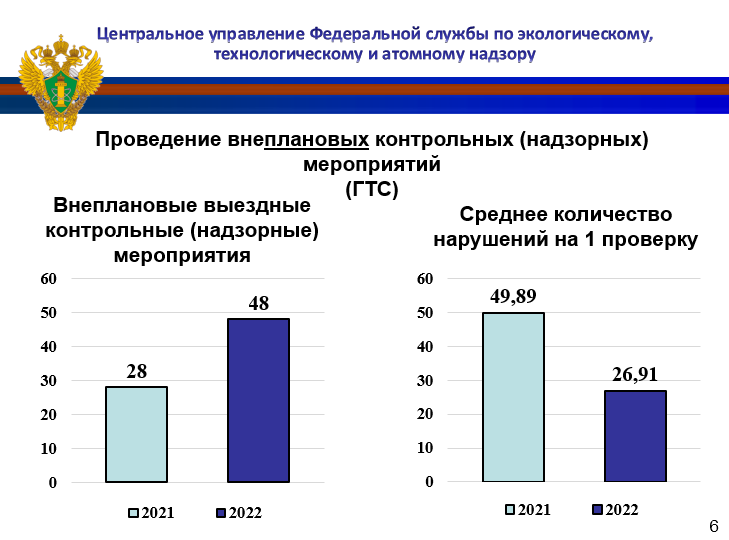 Центральное управление Федеральной службы по экологическому,
технологическому и атомному надзору
Проведение внеплановых контрольных (надзорных)
мероприятий
(ГТС)
Внеплановые выездные
контрольные (надзорные)
мероприятия
60
50
40
30
20
10
0
28
48
2021
2022
Среднее количество
нарушений на 1 проверку
60
50
40
30
20
10
0
49,89
26,91
2021
2022
6